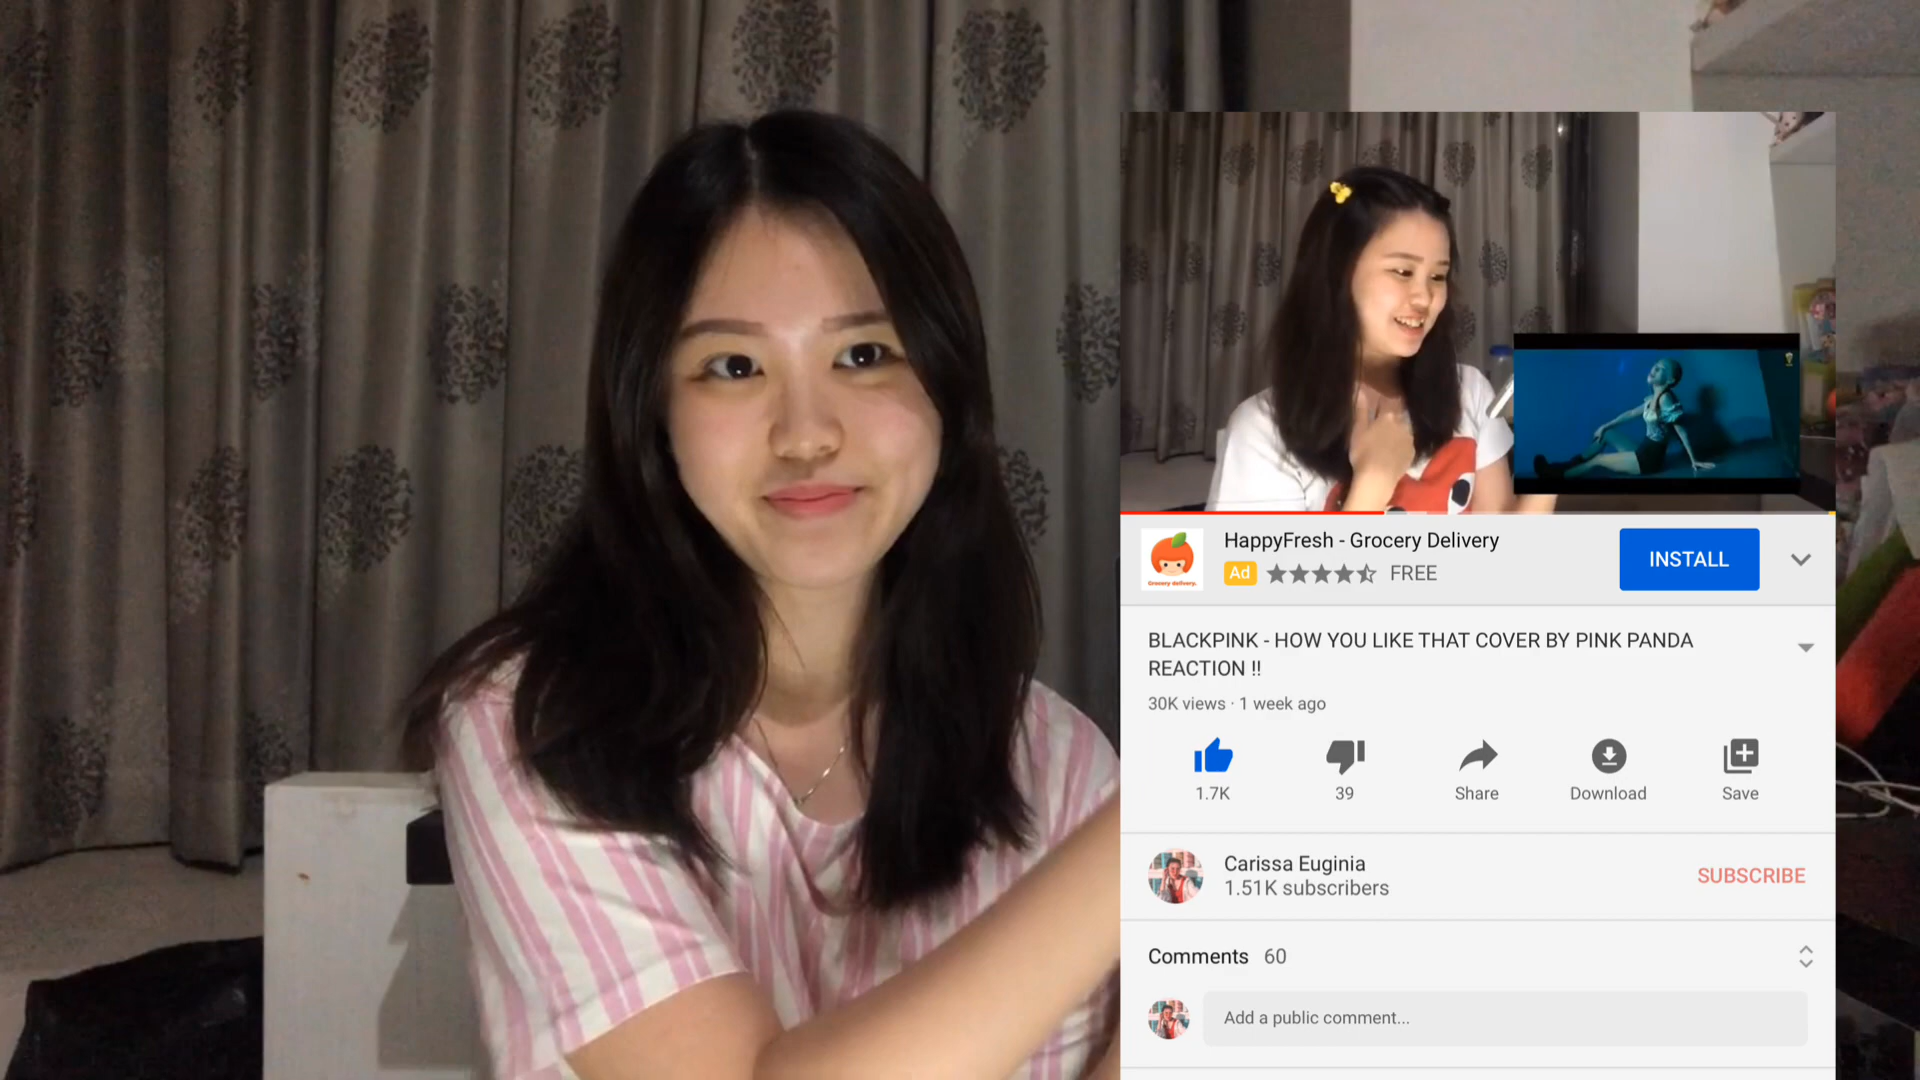 HappyFresh - Grocery Delivery
Ad FREE
Grocery delivery.
INSTALL
BLACKPINK - HOW YOU LIKE THAT COVER BY PINK PANDA
REACTION !!
30K views · 1 week ago
1.7K
39
Share
Download
Save
Carissa Euginia
1.51K subscribers
SUBSCRIBE
Comments 60
Add a public comment...